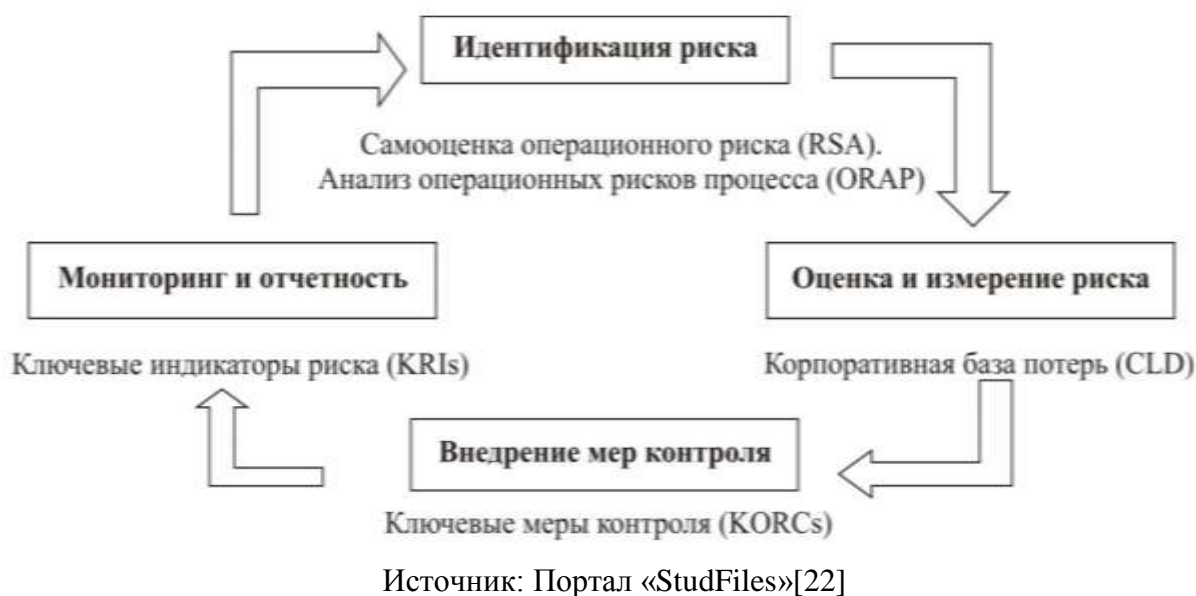 Идентификация риска
Самооценка операционного риска (RSA).
Анализ операционных рисков процесса (ORAP)
Мониторинг и отчетность
Оценка и измерение риска
Ключевые индикаторы риска (KRIs)
Корпоративная база потерь (CLD)
Внедрение мер контроля
Ключевые меры контроля (KORCs)
Источник: Портал «StudFiles»[22]